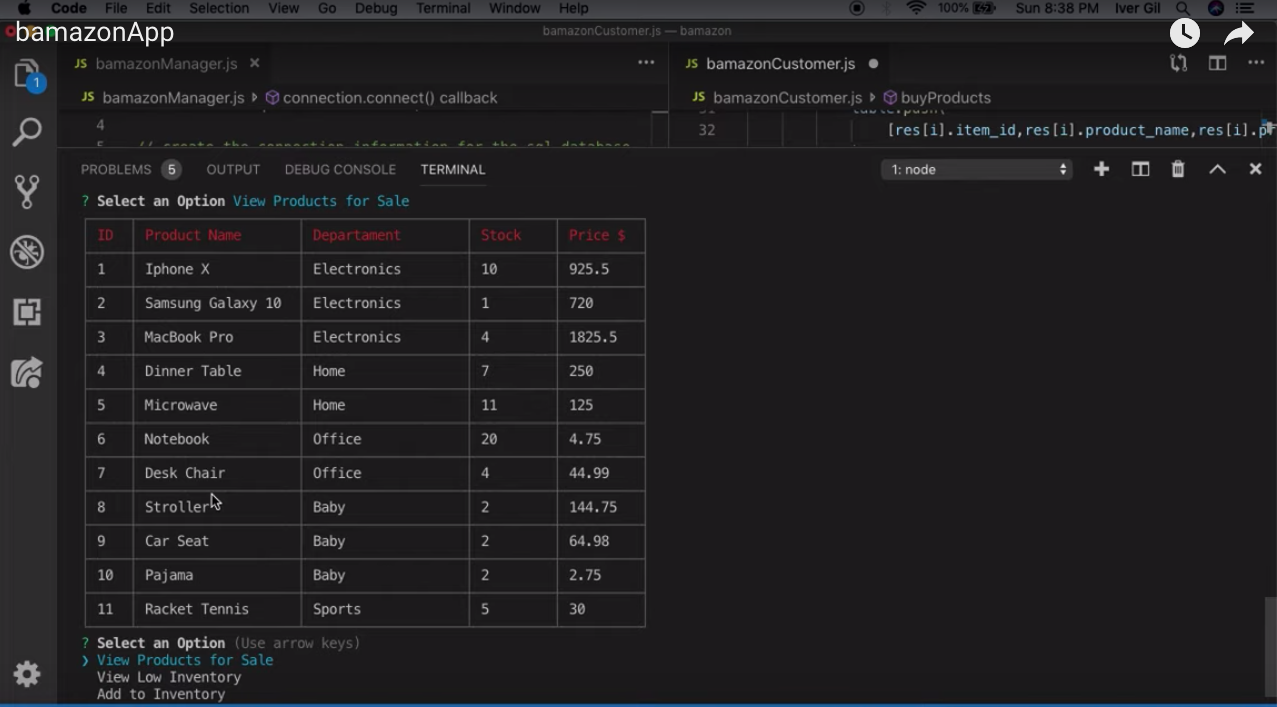 Code File Edit Selection View Go Debug Terminal Window Help 100% Sun 8:38 PM Iver Gil
bamazonApp
bamazonCustomer.js — bamazon
JS bamazonManager.js × ...
JS bamazonCustomer.js ● ...
1
JS bamazonManager.js connection.connect() callback
JS bamazonCustomer.js buyProducts
4
5 // create the connection information for the sql database
31 table.push(
32 [res[i].item_id,res[i].product_name,res[i].p
PROBLEMS 5 OUTPUT DEBUG CONSOLE TERMINAL 1: node
? Select an Option View Products for Sale
ID Product Name Departament Stock Price $
1 Iphone X Electronics 10 925.5
2 Samsung Galaxy 10 Electronics 1 720
3 MacBook Pro Electronics 4 1825.5
4 Dinner Table Home 7 250
5 Microwave Home 11 125
6 Notebook Office 20 4.75
7 Desk Chair Office 4 44.99
8 Stroller Baby 2 144.75
9 Car Seat Baby 2 64.98
10 Pajama Baby 2 2.75
11 Racket Tennis Sports 5 30
? Select an Option (Use arrow keys)
❯ View Products for Sale
View Low Inventory
Add to Inventory